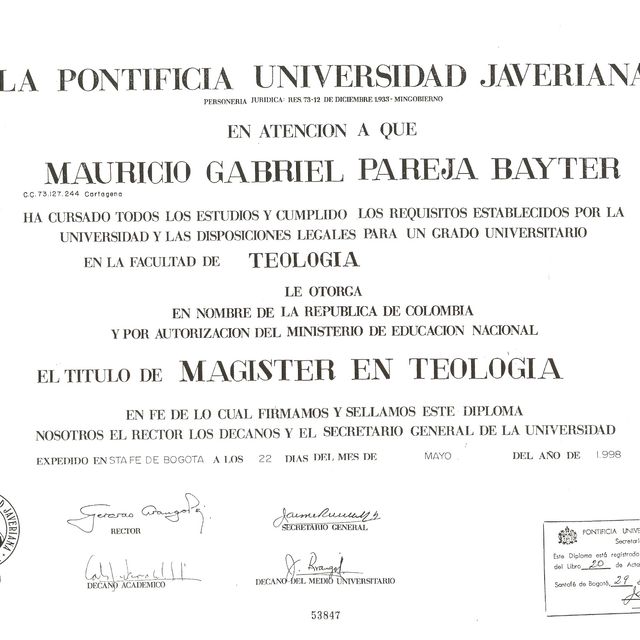 LA PONTIFICIA UNIVERSIDAD JAVERIANA
PERSONERIA JURIDICA: RES 73-12 DE DICIEMBRE 1933 - MINGOBIERNO
EN ATENCION A QUE
MAURICIO GABRIEL PAREJA BAYTER
C.C. 73.127.244 Cartagena
HA CURSADO TODOS LOS ESTUDIOS Y CUMPLIDO LOS REQUISITOS ESTABLECIDOS POR LA
UNIVERSIDAD Y LAS DISPOSICIONES LEGALES PARA UN GRADO UNIVERSITARIO
EN LA FACULTAD DE TEOLOGIA
LE OTORGA
EN NOMBRE DE LA REPUBLICA DE COLOMBIA
Y POR AUTORIZACION DEL MINISTERIO DE EDUCACION NACIONAL
EL TITULO DE MAGISTER EN TEOLOGIA
EN FE DE LO CUAL FIRMAMOS Y SELLAMOS ESTE DIPLOMA
NOSOTROS EL RECTOR LOS DECANOS Y EL SECRETARIO GENERAL DE LA UNIVERSIDAD
EXPEDIDO EN STAFE DE BOGOTA A LOS 22 DIAS DEL MES DE MAYO DEL AÑO DE 1.998
RECTOR
SECRETARIO GENERAL
DECANO ACADEMICO
DECANO DEL MEDIO UNIVERSITARIO
53847
JAVERIANA
PONTIFICIA UNIVE
Secretari
Este Diploma está registrado
del Libro 20 de Acta
Santafé de Bogotá, 29